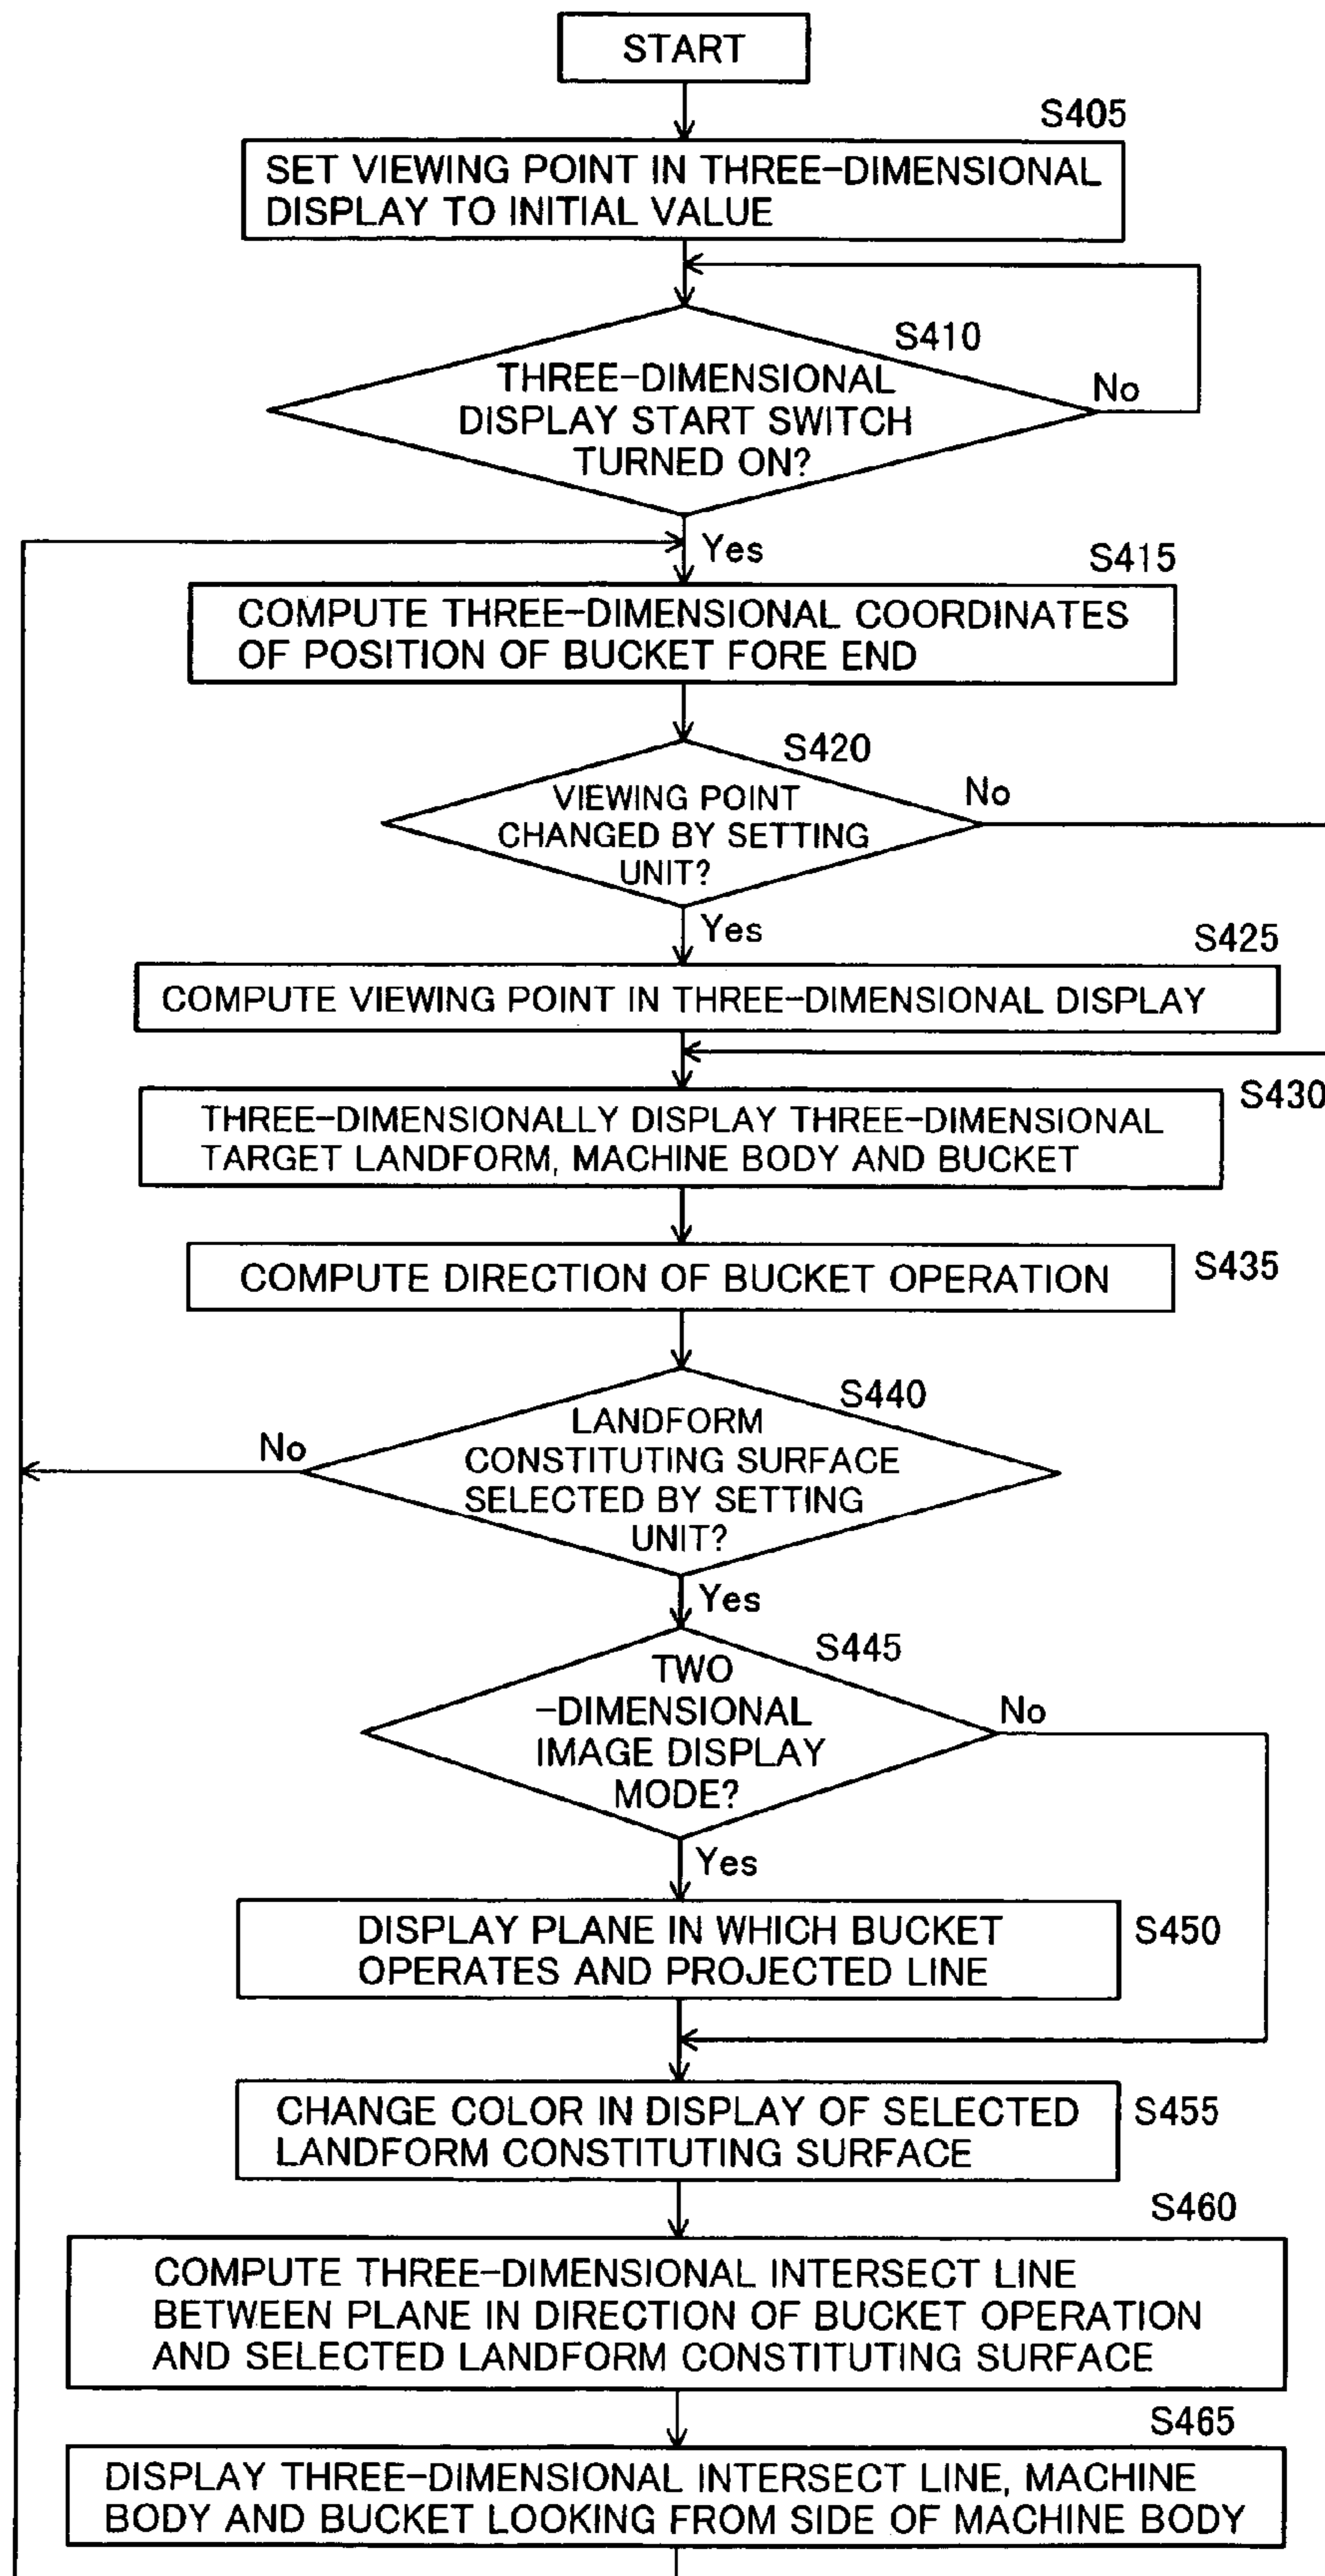 START
S405
SET VIEWING POINT IN THREE-DIMENSIONAL
DISPLAY TO INITIAL VALUE
S410
THREE-DIMENSIONAL
DISPLAY START SWITCH
TURNED ON?
No
Yes
S415
COMPUTE THREE-DIMENSIONAL COORDINATES
OF POSITION OF BUCKET FORE END
S420
VIEWING POINT
CHANGED BY SETTING
UNIT?
No
Yes
S425
COMPUTE VIEWING POINT IN THREE-DIMENSIONAL DISPLAY
S430
THREE-DIMENSIONALLY DISPLAY THREE-DIMENSIONAL
TARGET LANDFORM, MACHINE BODY AND BUCKET
COMPUTE DIRECTION OF BUCKET OPERATION
S435
S440
LANDFORM
CONSTITUTING SURFACE
SELECTED BY SETTING
UNIT?
No
Yes
S445
TWO
-DIMENSIONAL
IMAGE DISPLAY
MODE?
No
Yes
DISPLAY PLANE IN WHICH BUCKET
OPERATES AND PROJECTED LINE
S450
CHANGE COLOR IN DISPLAY OF SELECTED
LANDFORM CONSTITUTING SURFACE
S455
S460
COMPUTE THREE-DIMENSIONAL INTERSECT LINE
BETWEEN PLANE IN DIRECTION OF BUCKET OPERATION
AND SELECTED LANDFORM CONSTITUTING SURFACE
S465
DISPLAY THREE-DIMENSIONAL INTERSECT LINE, MACHINE
BODY AND BUCKET LOOKING FROM SIDE OF MACHINE BODY